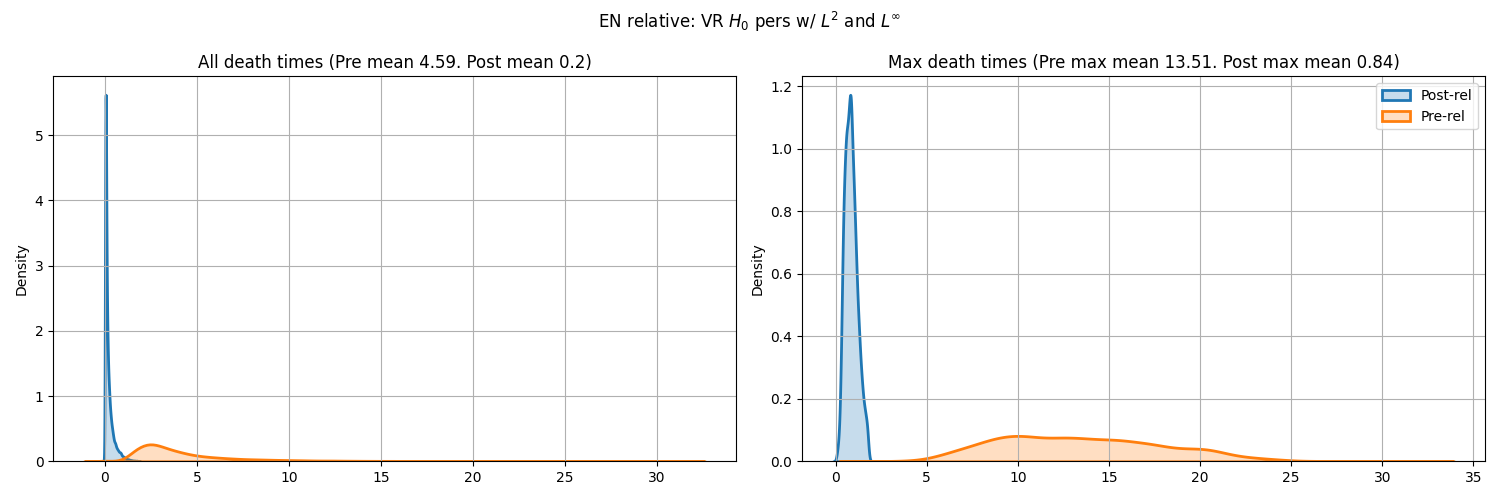 EN relative: VR $H_0$ pers w/ $L^2$ and $L^\infty$
All death times (Pre mean 4.59. Post mean 0.2)
Density
5
4
3
2
1
0
0 5 10 15 20 25 30
Max death times (Pre max mean 13.51. Post max mean 0.84)
Post-rel
Pre-rel
Density
1.2
1.0
0.8
0.6
0.4
0.2
0.0
0 5 10 15 20 25 30 35